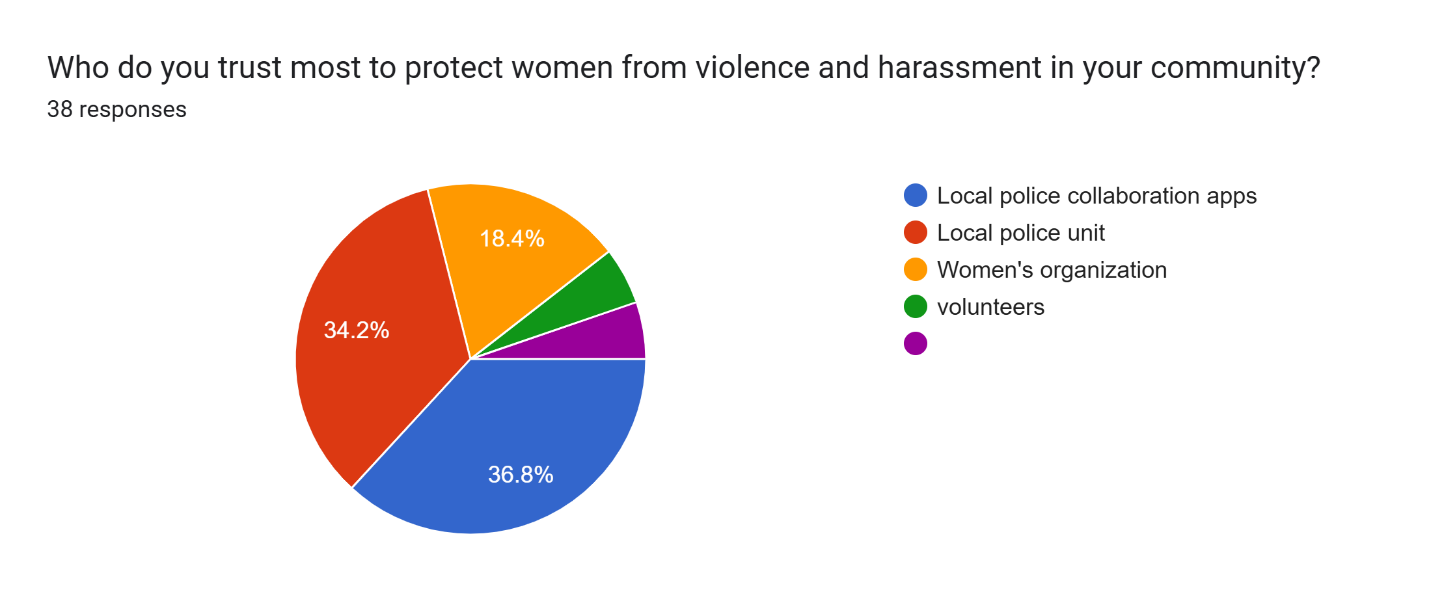 Who do you trust most to protect women from violence and harassment in your community?
38 responses
18.4%
34.2%
36.8%
Local police collaboration apps
Local police unit
Women's organization
volunteers